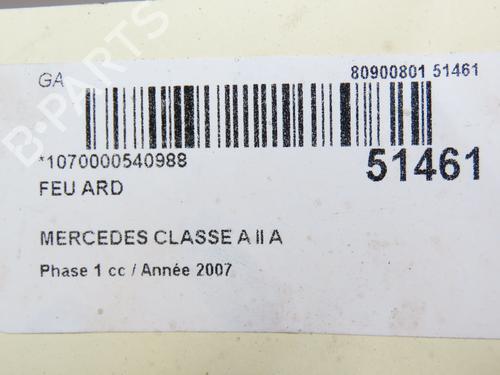 GA 80900801 51461
*1070000540988 51461
FEU ARD
MERCEDES CLASSE A II A
Phase 1 cc / Année 2007
B-PARTS